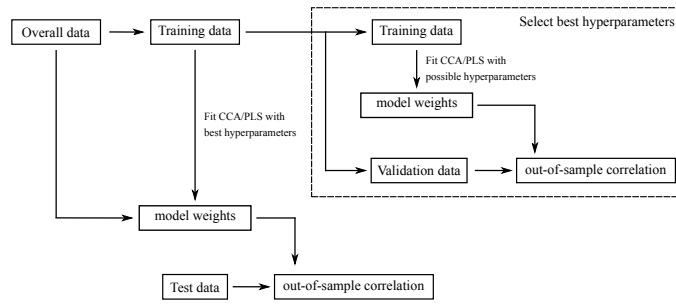 Select best hyperparameters
Overall data
Training data
Training data
Fit CCA/PLS with
possible hyperparameters
model weights
Fit CCA/PLS with
best hyperparameters
Validation data
out-of-sample correlation
model weights
Test data
out-of-sample correlation